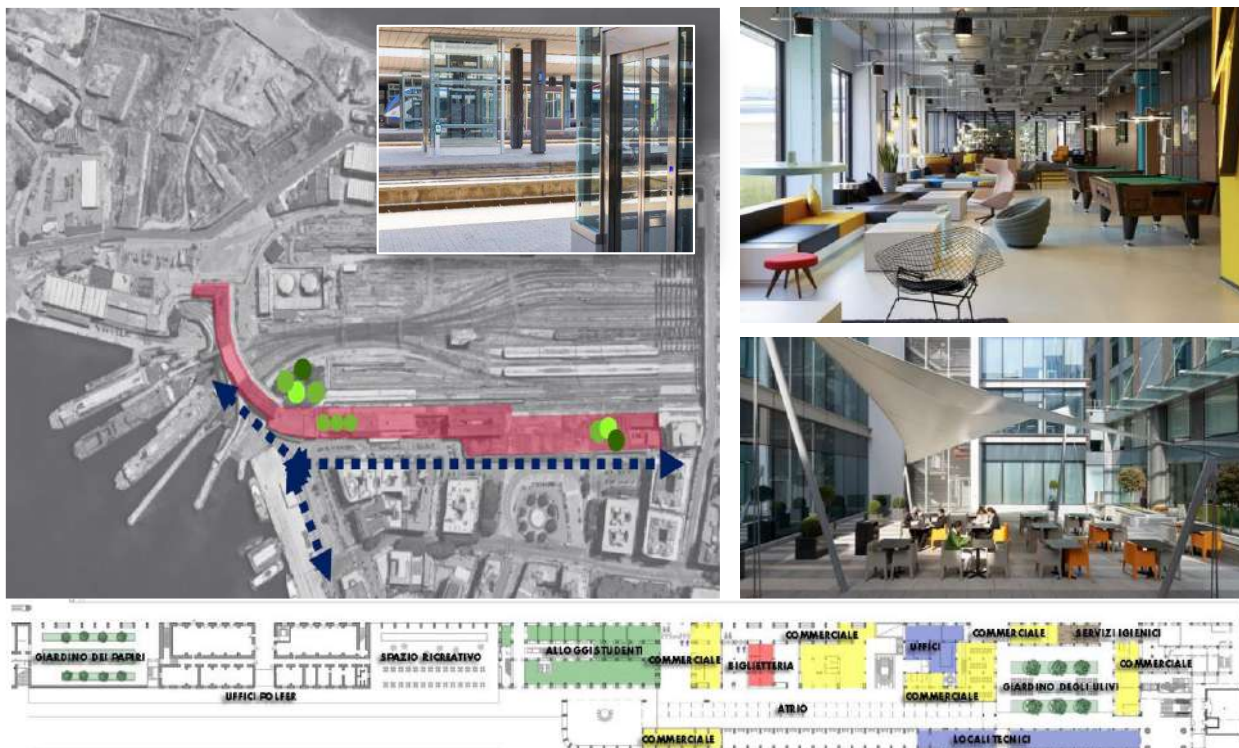 COMMERCIALE
COMMERCIALE
SERVIZI IGIENICI
GIARDINO DEI PAPIRI
SPAZIO RICREATIVO
ALLOGGI STUDENTI
COMMERCIALE
BIGLIETTERIA
UFFICI
COMMERCIALE
UFFICI POLFER
COMMERCIALE
GIARDINO DEGLI ULIVI
ATRIO
COMMERCIALE
LOCALI TECNICI